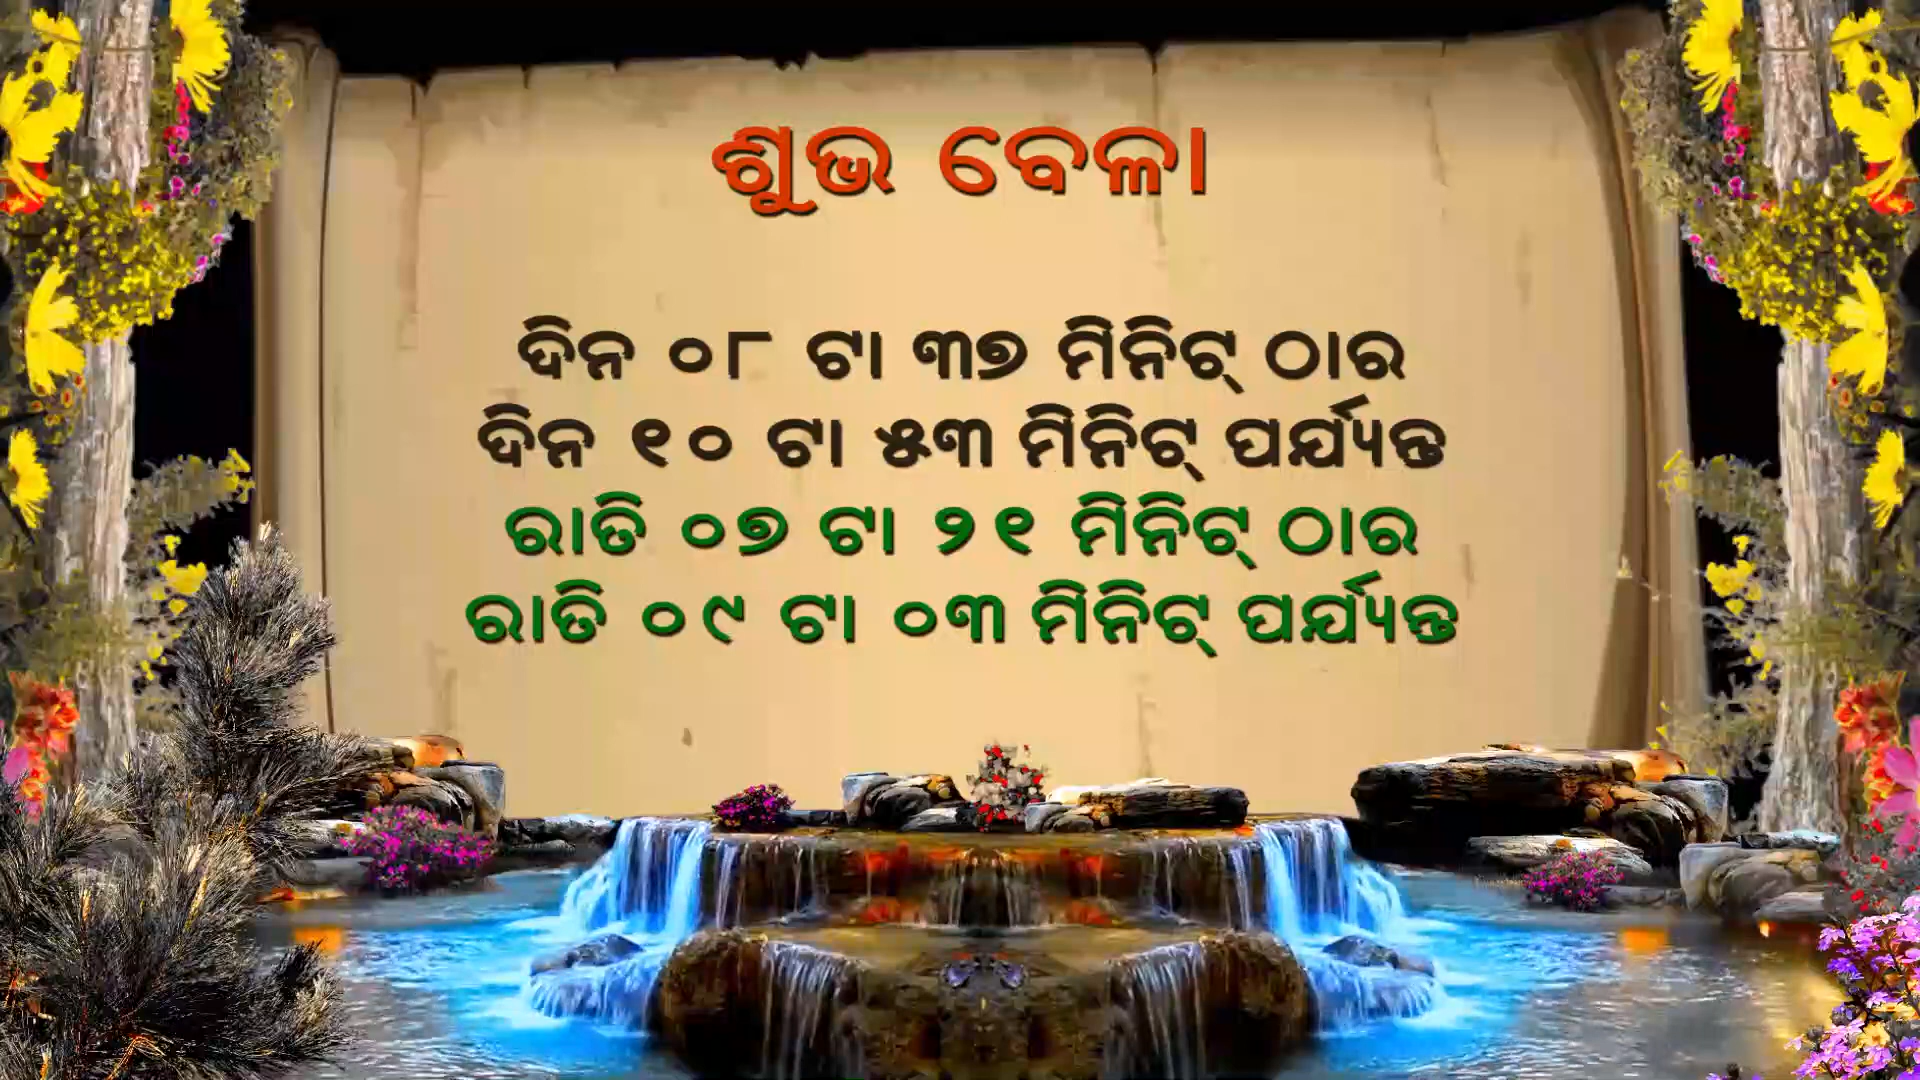 ଶୁଭ ବେଳା
ଦିନ ୦୮ ଟା ୩୭ ମିନିଟ୍ ଠାର
ଦିନ ୧୦ ଟା ୫୩ ମିନିଟ୍ ପର୍ଯ୍ୟନ୍ତ
ରାତି ୦୭ ଟା ୨୧ ମିନିଟ୍ ଠାର
ରାତି ୦୯ ଟା ୦୩ ମିନିଟ୍ ପର୍ଯ୍ୟନ୍ତ